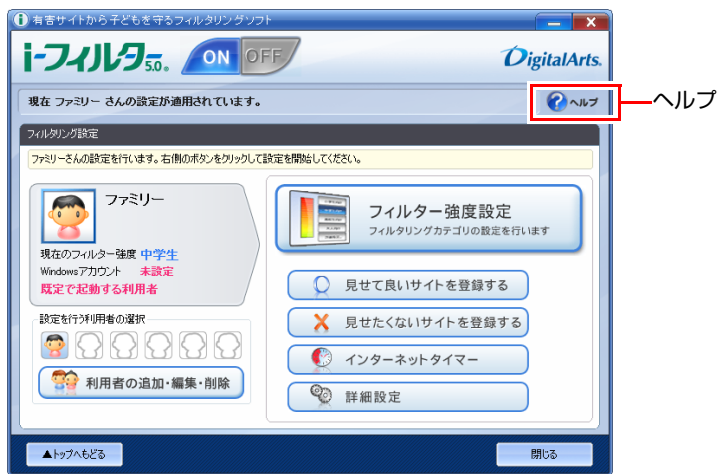 有害サイトから子どもを守るフィルタリングソフト
i-フィルター5.0. ON OFF
DigitalArts.
現在 ファミリー さんの設定が適用されています。
ヘルプ
ヘルプ
フィルタリング設定
ファミリーさんの設定を行います。右側のボタンをクリックして設定を開始してください。
ファミリー
現在のフィルター強度 中学生
Windowsアカウント 未設定
既定で起動する利用者
設定を行う利用者の選択
利用者の追加・編集・削除
フィルター強度設定
フィルタリングカテゴリの設定を行います
見せて良いサイトを登録する
見せたくないサイトを登録する
インターネットタイマー
詳細設定
▲トップへもどる
閉じる